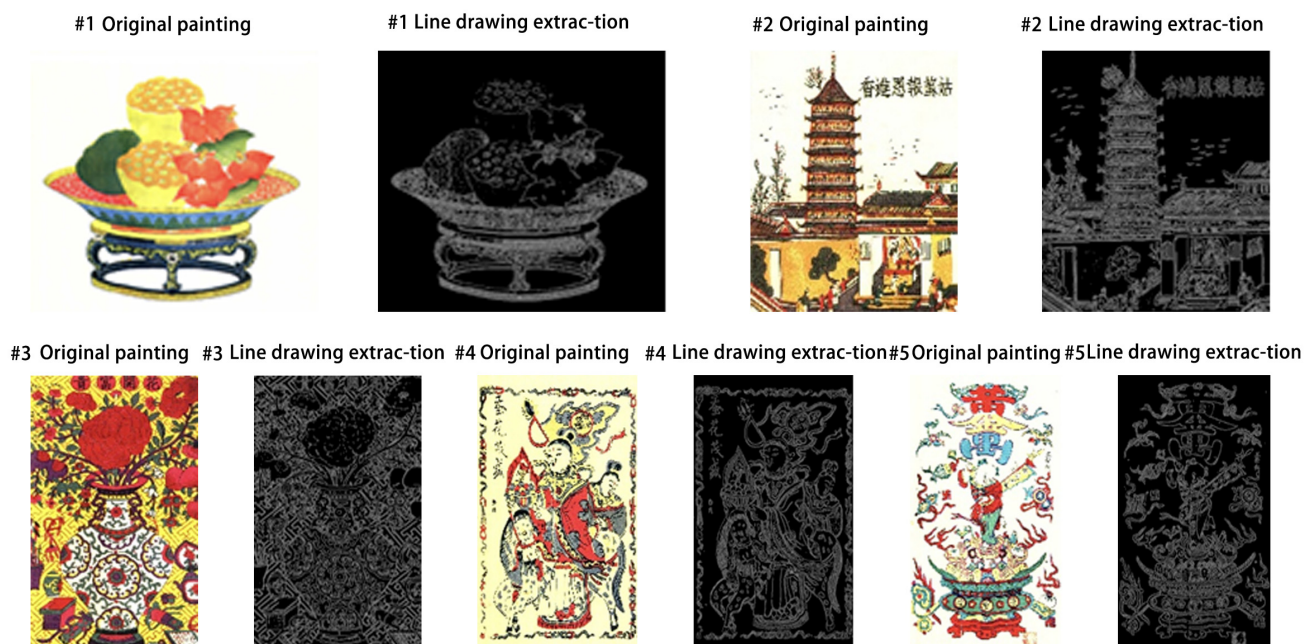 #1 Original painting
#1 Line drawing extrac-tion
#2 Original painting
#2 Line drawing extrac-tion
#3 Original painting
#3 Line drawing extrac-tion
#4 Original painting
#4 Line drawing extrac-tion
#5 Original painting
#5 Line drawing extrac-tion